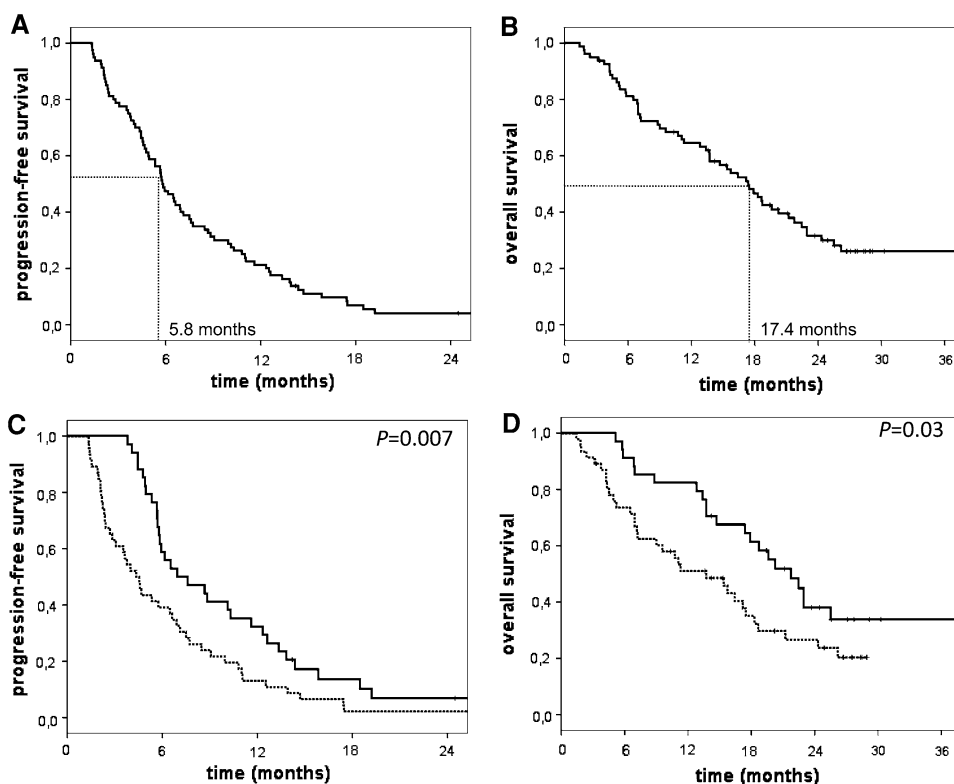 A
progression-free survival
1,0
0,8
0,6
0,4
0,2
0,0
5.8 months
0 6 12 18 24
time (months)
B
overall survival
1,0
0,8
0,6
0,4
0,2
0,0
17.4 months
0 6 12 18 24 30 36
time (months)
C
progression-free survival
1,0
0,8
0,6
0,4
0,2
0,0
P=0.007
0 6 12 18 24
time (months)
D
overall survival
1,0
0,8
0,6
0,4
0,2
0,0
P=0.03
0 6 12 18 24 30 36
time (months)